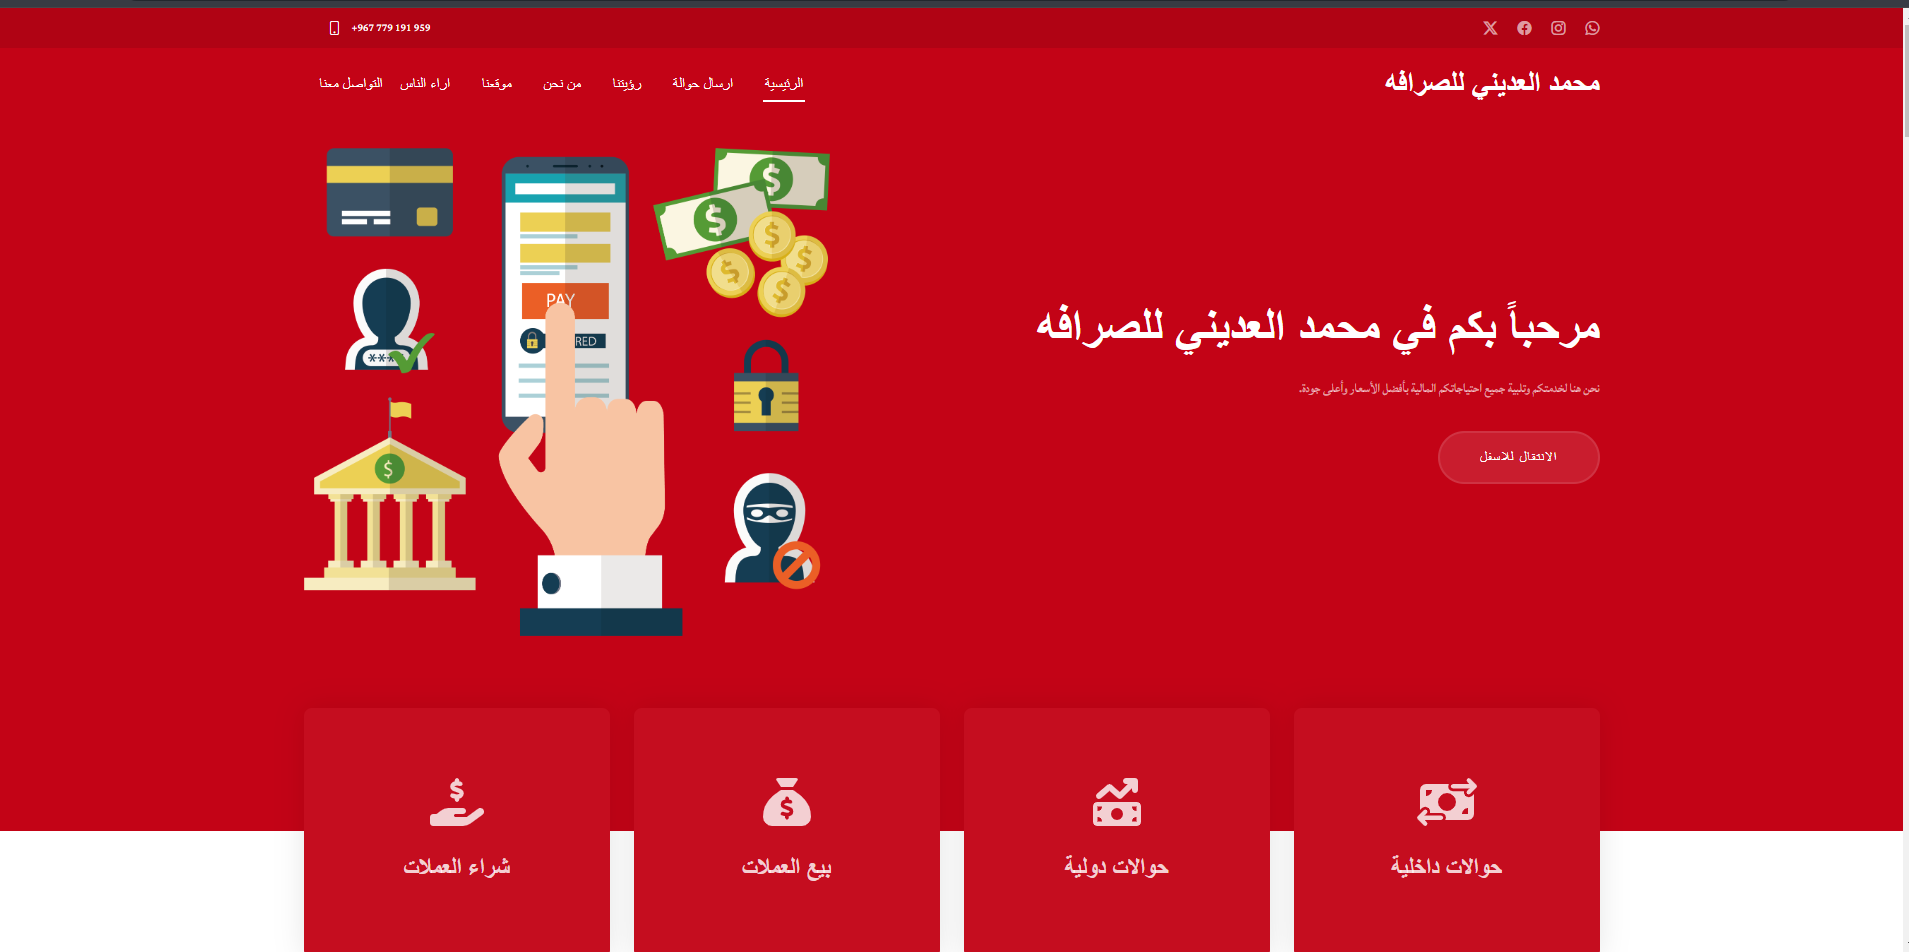 +967 779 191 959
محمد العديني للصرافه
الرئيسية
ارسال حوالة
رؤيتنا
من نحن
موقعنا
اراء الناس
التواصل معنا
مرحباً بكم في محمد العديني للصرافه
نحن هنا لخدمتكم وتلبية جميع احتياجاتكم المالية بأفضل الأسعار وأعلى جودة.
الانتقال للاسفل
PAY
RED
****
حوالات داخلية
حوالات دولية
بيع العملات
شراء العملات